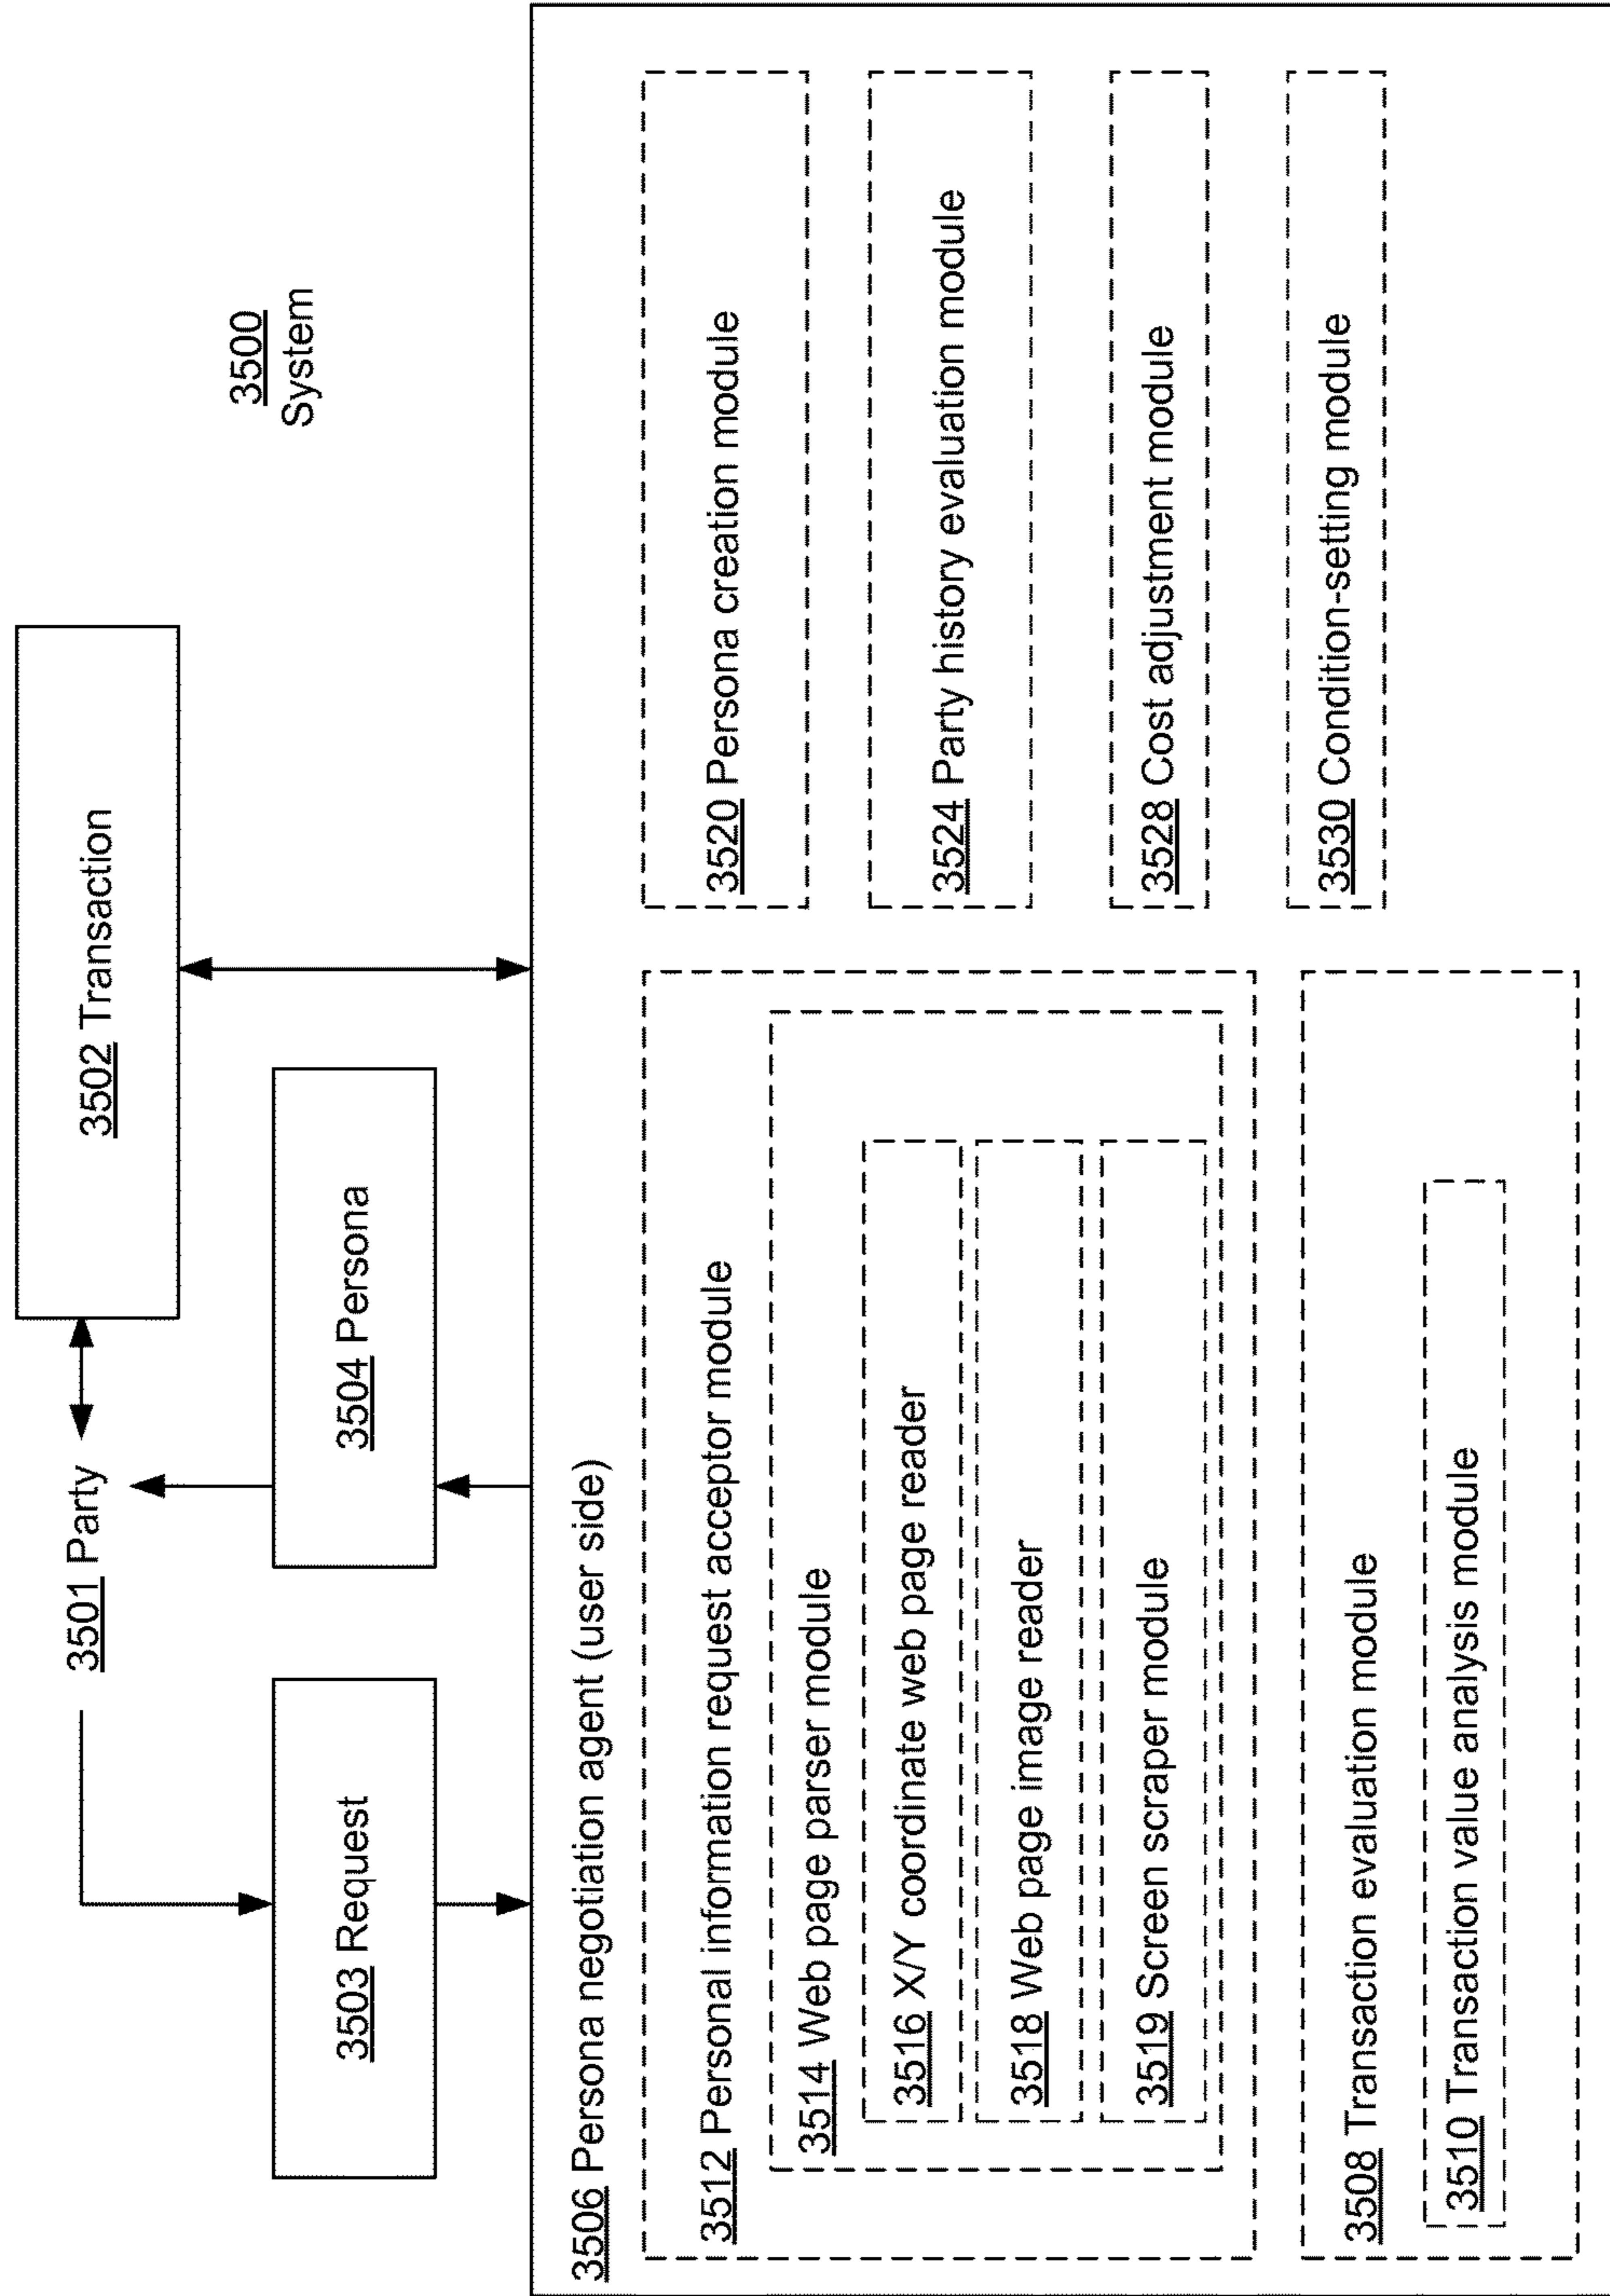 3500
System
3502 Transaction
3501 Party
3503 Request
3504 Persona
3506 Persona negotiation agent (user side)
3512 Personal information request acceptor module
3514 Web page parser module
3516 X/Y coordinate web page reader
3518 Web page image reader
3519 Screen scraper module
3508 Transaction evaluation module
3510 Transaction value analysis module
3520 Persona creation module
3524 Party history evaluation module
3528 Cost adjustment module
3530 Condition-setting module